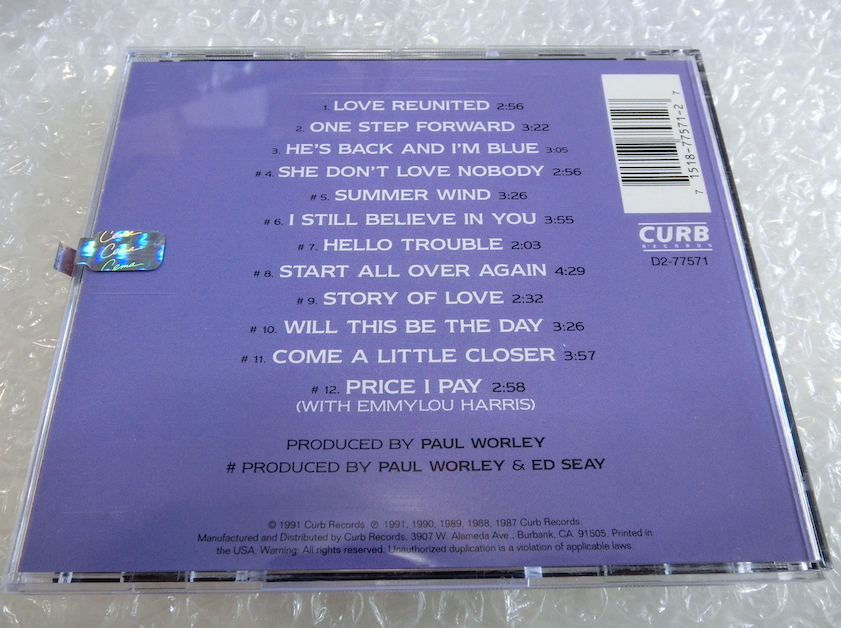 1. LOVE REUNITED 2:56
2. ONE STEP FORWARD 3:22
3. HE'S BACK AND I'M BLUE 3:05
# 4. SHE DON'T LOVE NOBODY 2:56
# 5. SUMMER WIND 3:26
# 6. I STILL BELIEVE IN YOU 3:55
# 7. HELLO TROUBLE 2:03
# 8. START ALL OVER AGAIN 4:29
# 9. STORY OF LOVE 2:32
# 10. WILL THIS BE THE DAY 3:26
# 11. COME A LITTLE CLOSER 3:57
# 12. PRICE I PAY 2:58
(WITH EMMYLOU HARRIS)
PRODUCED BY PAUL WORLEY
# PRODUCED BY PAUL WORLEY & ED SEAY
© 1991 Curb Records. ℗ 1991, 1990, 1989, 1988, 1987 Curb Records.
Manufactured and Distributed by Curb Records, 3907 W. Alameda Ave., Burbank, CA. 91505. Printed in
the USA. Warning: All rights reserved. Unauthorized duplication is a violation of applicable laws.
7 1518-77571-2 7
CURB
RECORDS
D2-77571
Cema
Cema
Cema